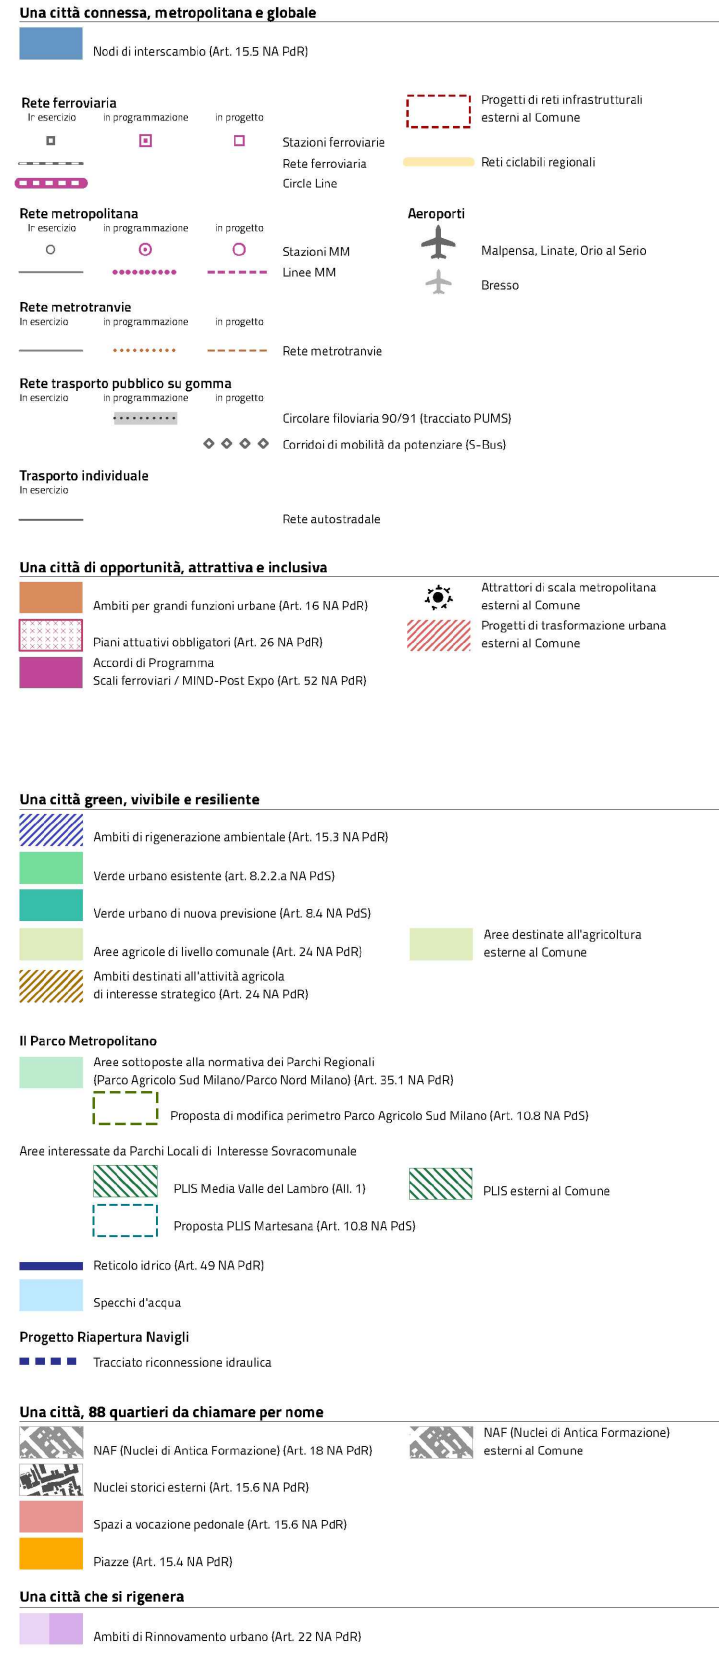 Una città connessa, metropolitana e globale
Nodi di interscambio (Art. 15.5 NA PdR)
Rete ferroviaria
In esercizio in programmazione in progetto
Stazioni ferroviarie
Rete ferroviaria
Circle Line
Progetti di reti infrastrutturali
esterni al Comune
Reti ciclabili regionali
Rete metropolitana
In esercizio in programmazione in progetto
Stazioni MM
Linee MM
Aeroporti
Malpensa, Linate, Orio al Serio
Bresso
Rete metrotranvie
In esercizio in programmazione in progetto
Rete metrotranvie
Rete trasporto pubblico su gomma
In esercizio in programmazione in progetto
Circolare filoviaria 90/91 (tracciato PUMS)
Corridoi di mobilità da potenziare (S-Bus)
Trasporto individuale
In esercizio
Rete autostradale
Una città di opportunità, attrattiva e inclusiva
Ambiti per grandi funzioni urbane (Art. 16 NA PdR)
Piani attuativi obbligatori (Art. 26 NA PdR)
Accordi di Programma
Scali ferroviari / MIND-Post Expo (Art. 52 NA PdR)
Attrattori di scala metropolitana
esterni al Comune
Progetti di trasformazione urbana
esterni al Comune
Una città green, vivibile e resiliente
Ambiti di rigenerazione ambientale (Art. 15.3 NA PdR)
Verde urbano esistente (art. 8.2.2.a NA PdS)
Verde urbano di nuova previsione (Art. 8.4 NA PdS)
Aree agricole di livello comunale (Art. 24 NA PdR)
Aree destinate all'agricoltura
esterne al Comune
Ambiti destinati all'attività agricola
di interesse strategico (Art. 24 NA PdR)
Il Parco Metropolitano
Aree sottoposte alla normativa dei Parchi Regionali
(Parco Agricolo Sud Milano/Parco Nord Milano) (Art. 35.1 NA PdR)
Proposta di modifica perimetro Parco Agricolo Sud Milano (Art. 10.8 NA PdS)
Aree interessate da Parchi Locali di Interesse Sovracomunale
PLIS Media Valle del Lambro (All. 1)
PLIS esterni al Comune
Proposta PLIS Martesana (Art. 10.8 NA PdS)
Reticolo idrico (Art. 49 NA PdR)
Specchi d'acqua
Progetto Riapertura Navigli
Tracciato riconnessione idraulica
Una città, 88 quartieri da chiamare per nome
NAF (Nuclei di Antica Formazione) (Art. 18 NA PdR)
NAF (Nuclei di Antica Formazione)
esterni al Comune
Nuclei storici esterni (Art. 15.6 NA PdR)
Spazi a vocazione pedonale (Art. 15.6 NA PdR)
Piazze (Art. 15.4 NA PdR)
Una città che si rigenera
Ambiti di Rinnovamento urbano (Art. 22 NA PdR)